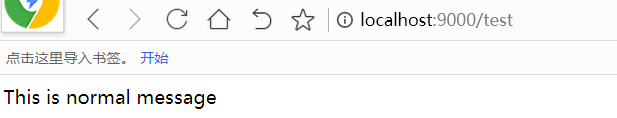 localhost:9000/test
点击这里导入书签。 开始
This is normal message